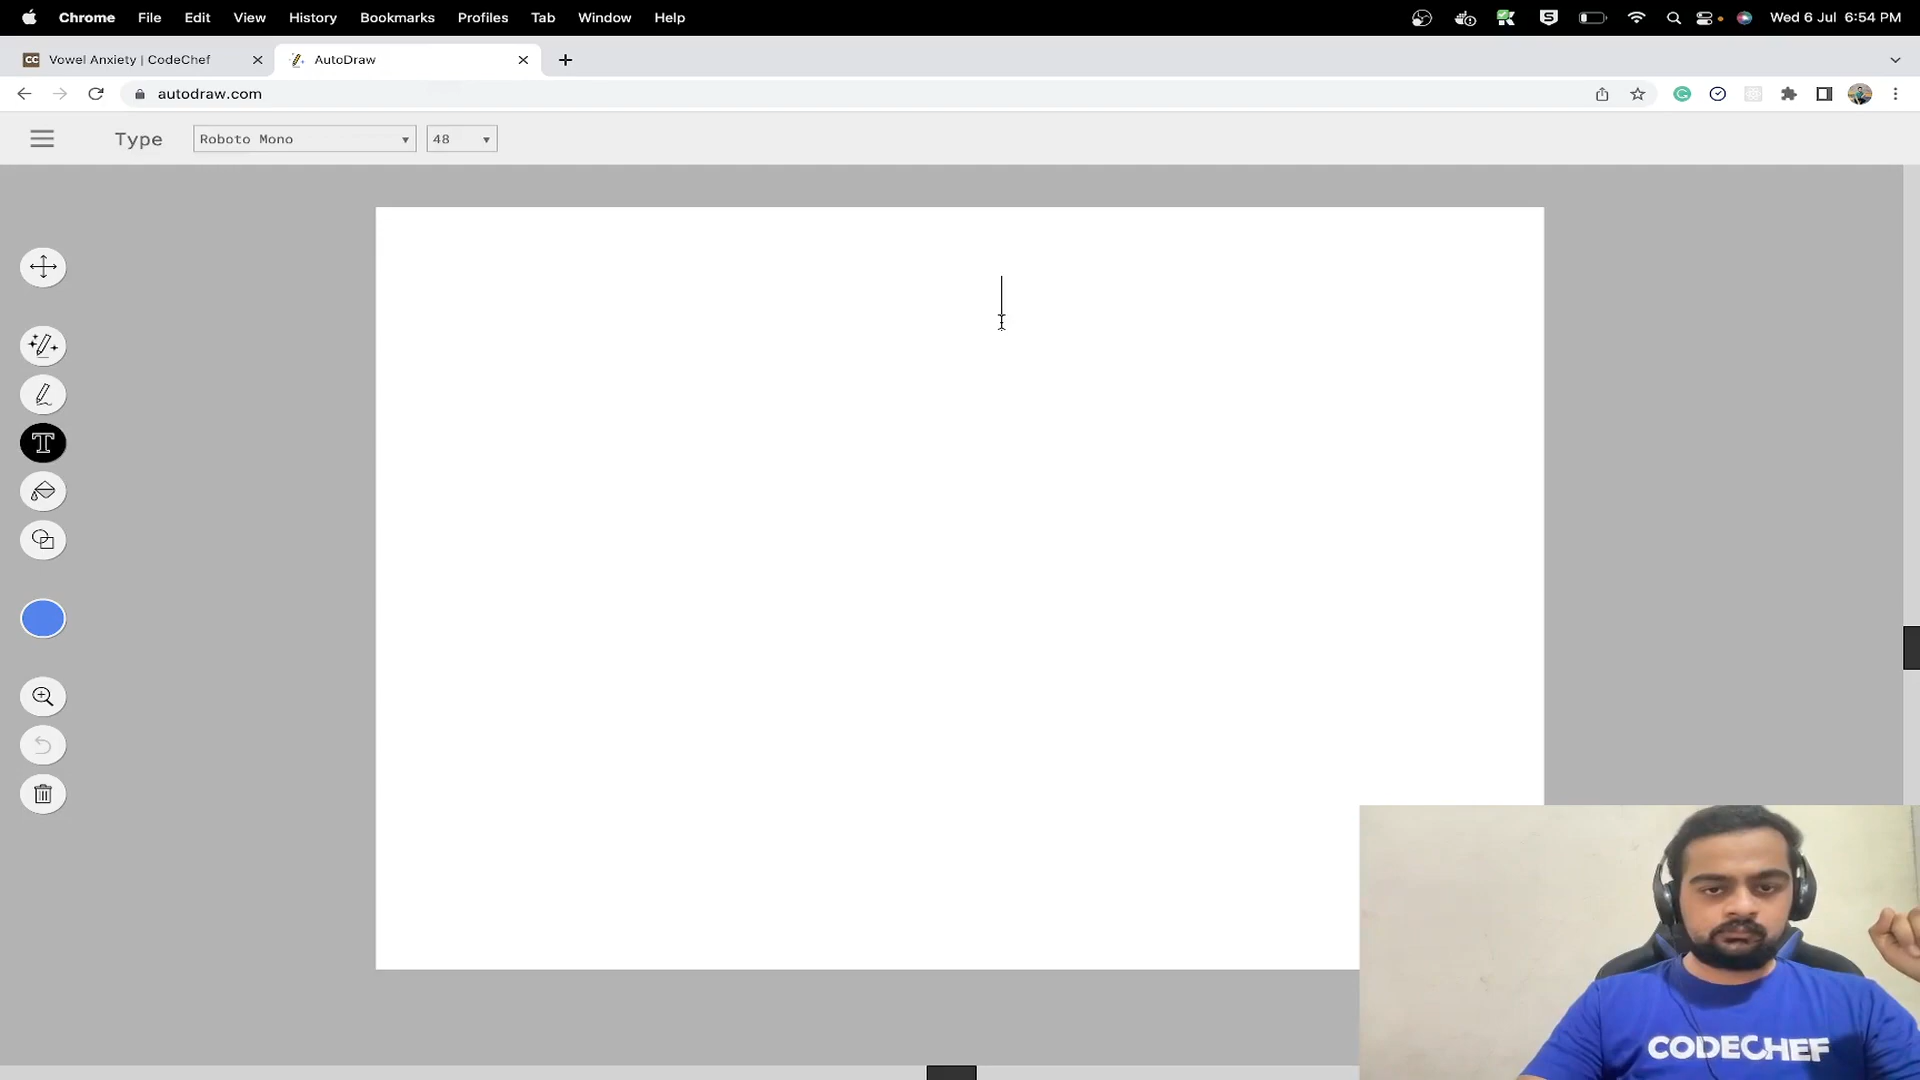 Chrome File Edit View History Bookmarks Profiles Tab Window Help Wed 6 Jul 6:54 PM
CC Vowel Anxiety | CodeChef AutoDraw
autodraw.com
Type Roboto Mono 48
T
CODECHEF